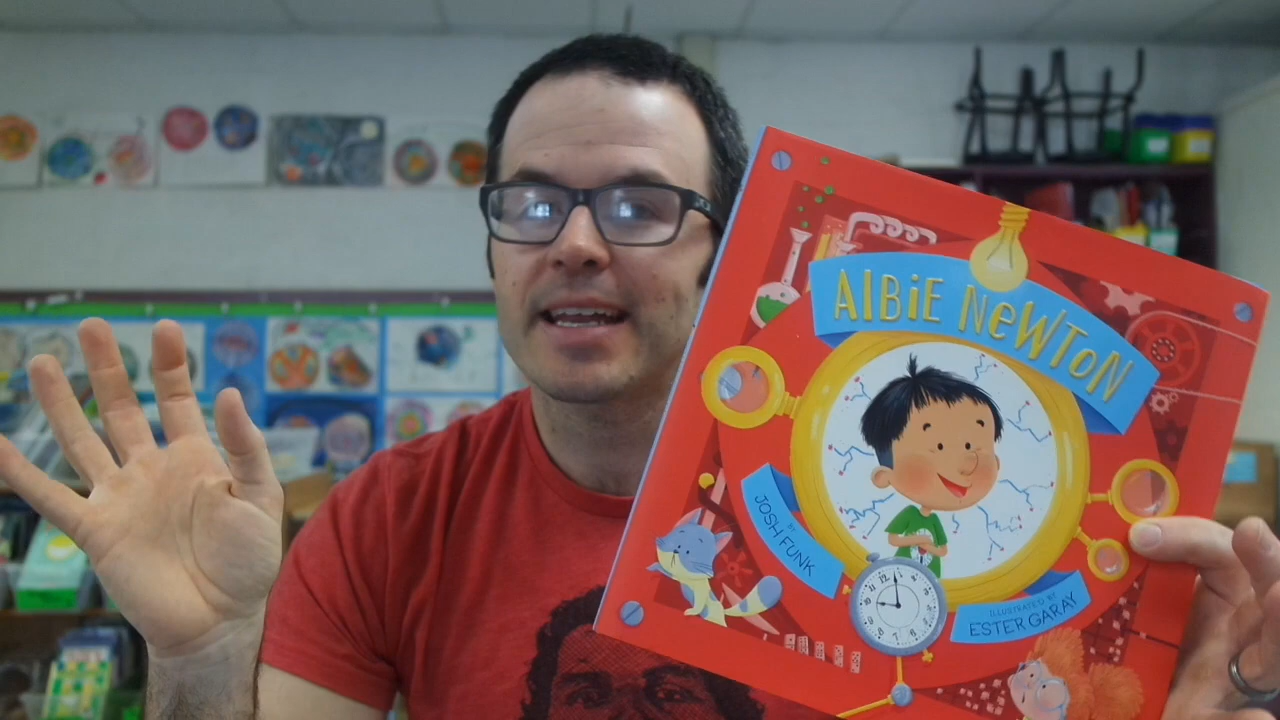 AlBiE NeWToN
BY
JOSH FUNK
ILLUSTRATED BY
ESTER GARAY